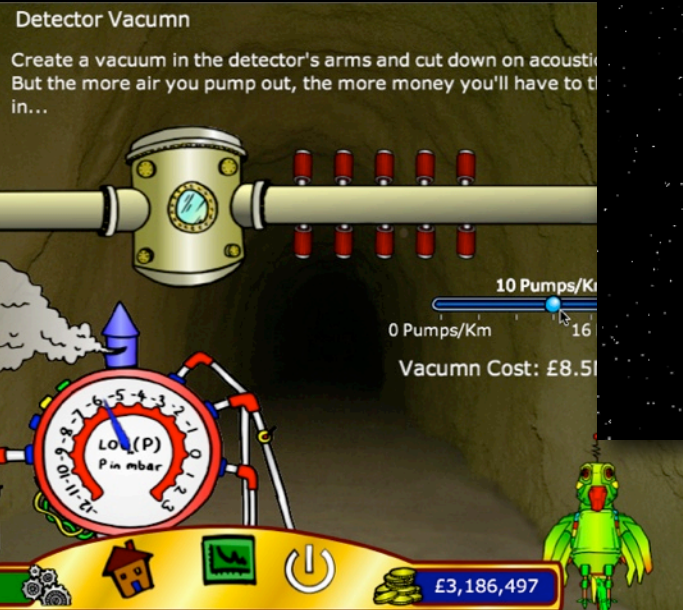 Detector Vacumn
Create a vacuum in the detector's arms and cut down on
But the more air you pump out, the more money you'll have to
in...
10 Pumps/Km
0 Pumps/Km
16
Vacumn Cost: £8.5
-12 -11 -10 -9 -8 -7 -6 -5 -4 -3 -2 -1 0 1 2 3
(P)
P in mbar
£3,186,497